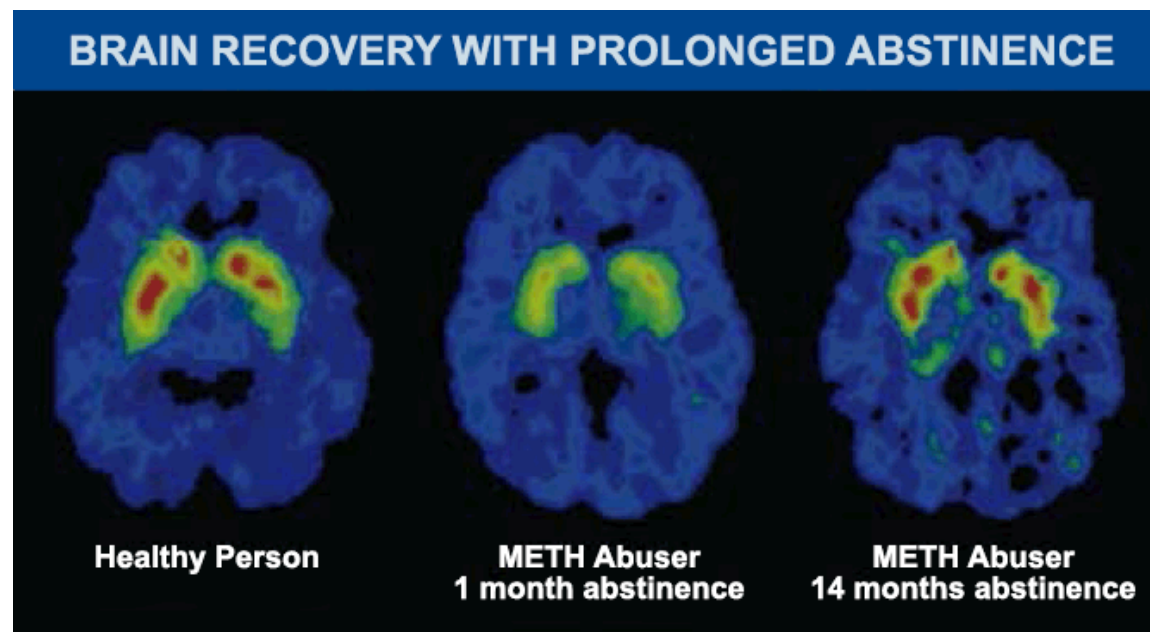 BRAIN RECOVERY WITH PROLONGED ABSTINENCE
Healthy Person
METH Abuser
1 month abstinence
METH Abuser
14 months abstinence